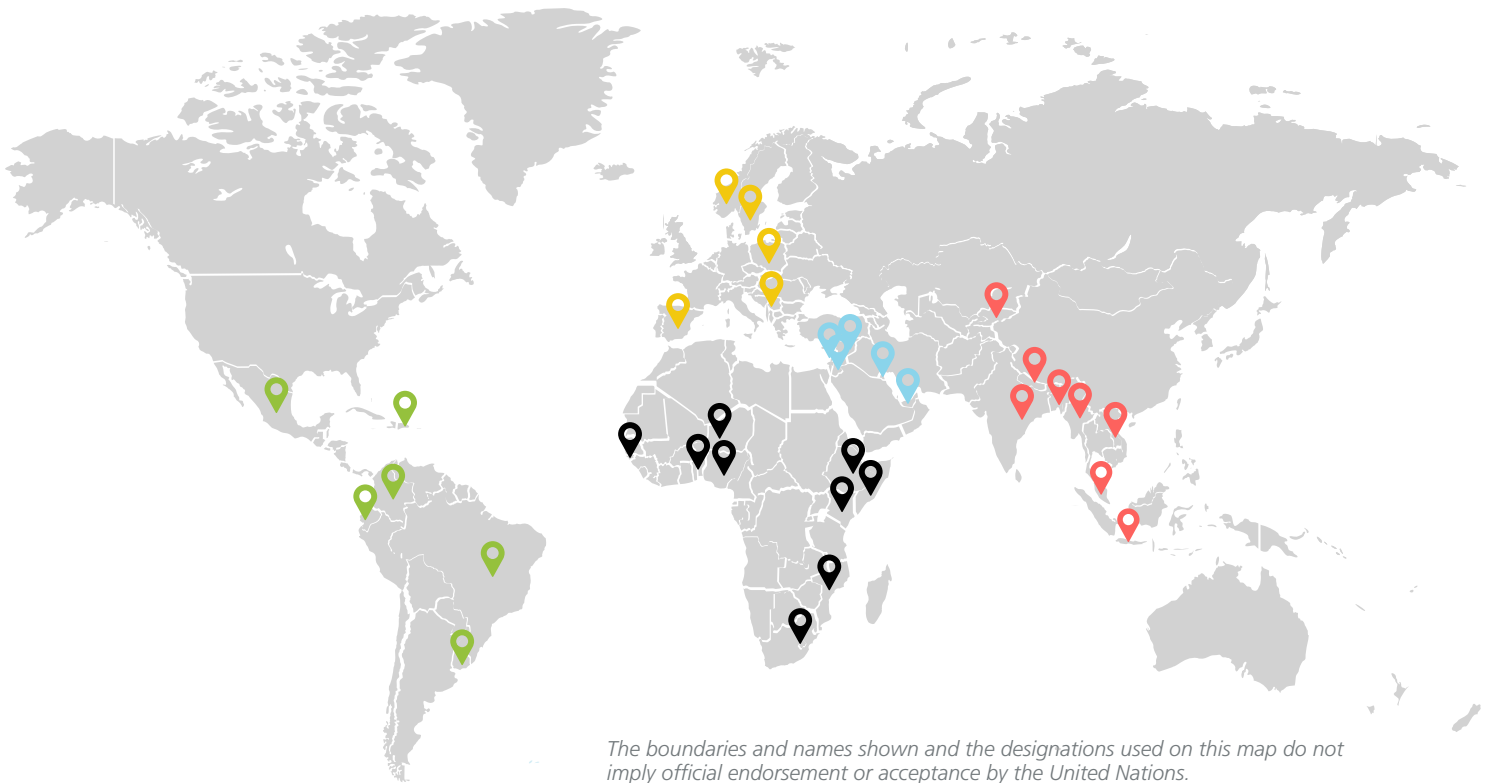 The boundaries and names shown and the designations used on this map do not
imply official endorsement or acceptance by the United Nations.